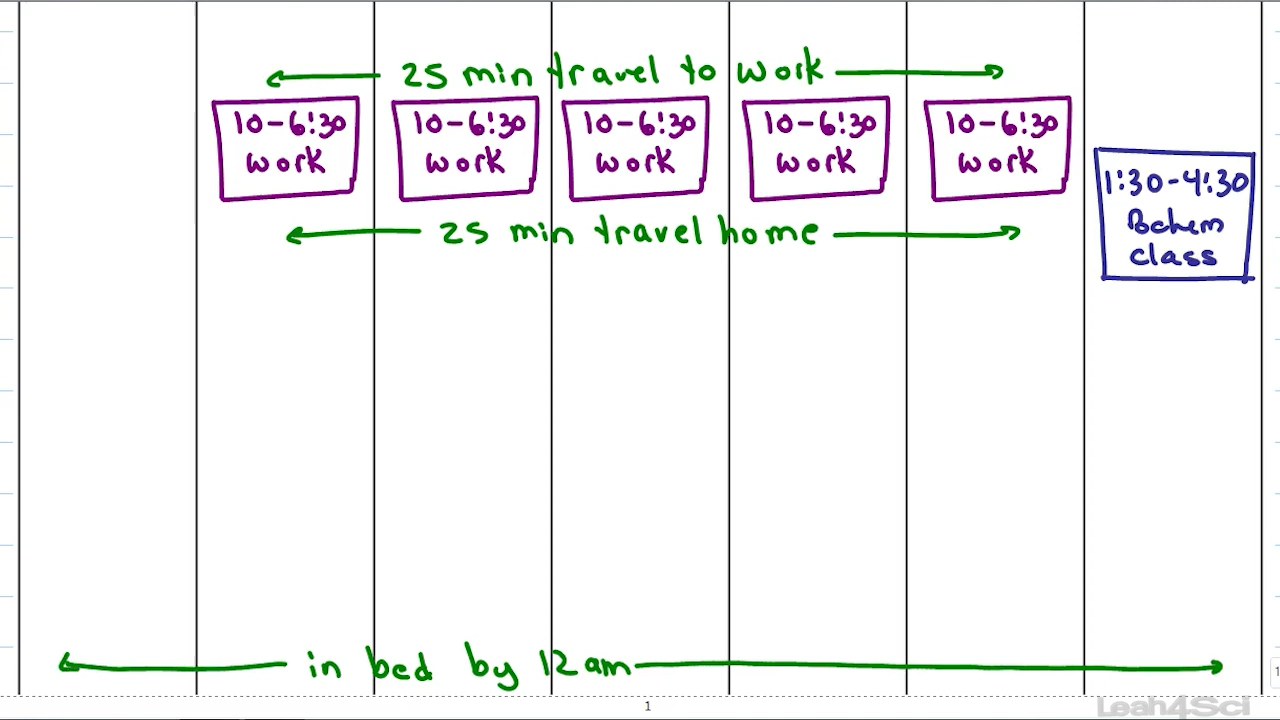 25 min travel to work
10-6:30
work
10-6:30
work
10-6:30
work
10-6:30
work
10-6:30
work
1:30-4:30
Bchem
class
25 min travel home
in bed by 12am
1
1
Leah4Sci